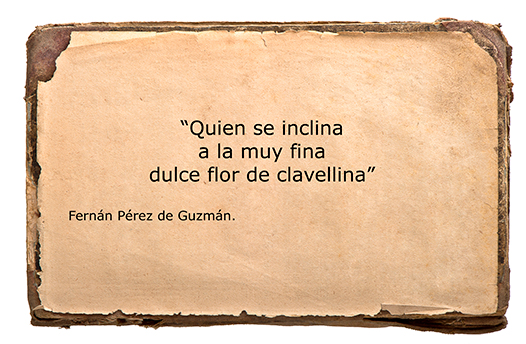 “Quien se inclina
a la muy fina
dulce flor de clavellina”
Fernán Pérez de Guzmán.